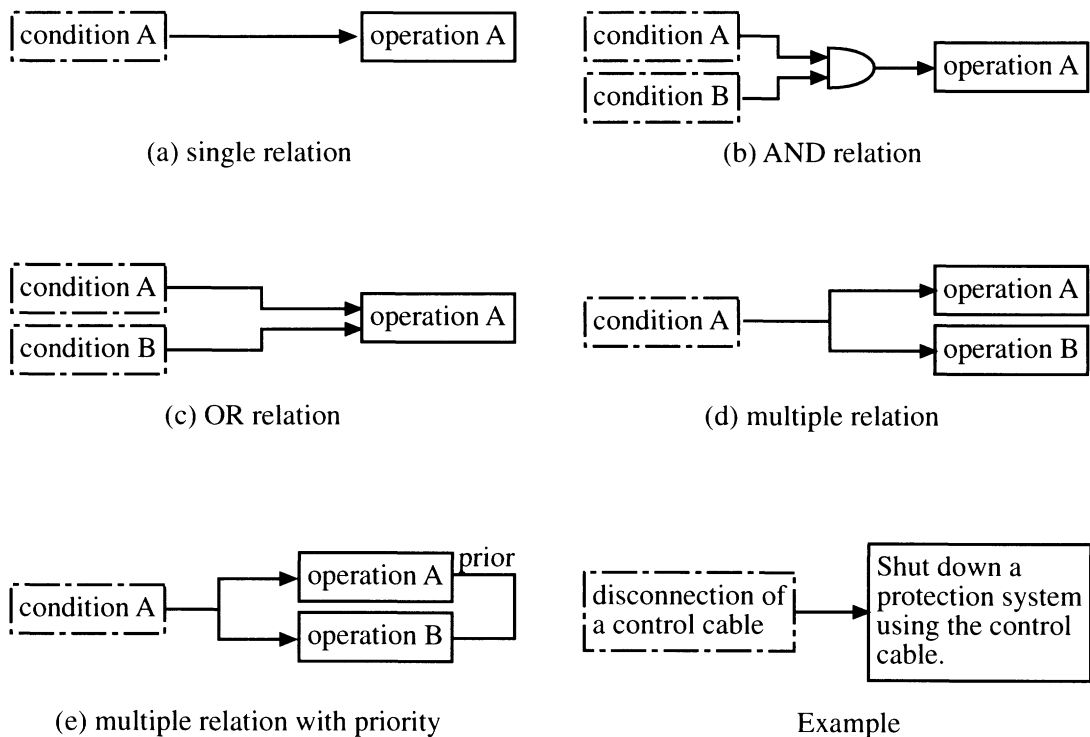 condition A
operation A
(a) single relation
condition A
condition B
operation A
(b) AND relation
condition A
condition B
operation A
(c) OR relation
condition A
operation A
operation B
(d) multiple relation
condition A
operation A
operation B
prior
(e) multiple relation with priority
disconnection of
a control cable
Shut down a
protection system
using the control
cable.
Example